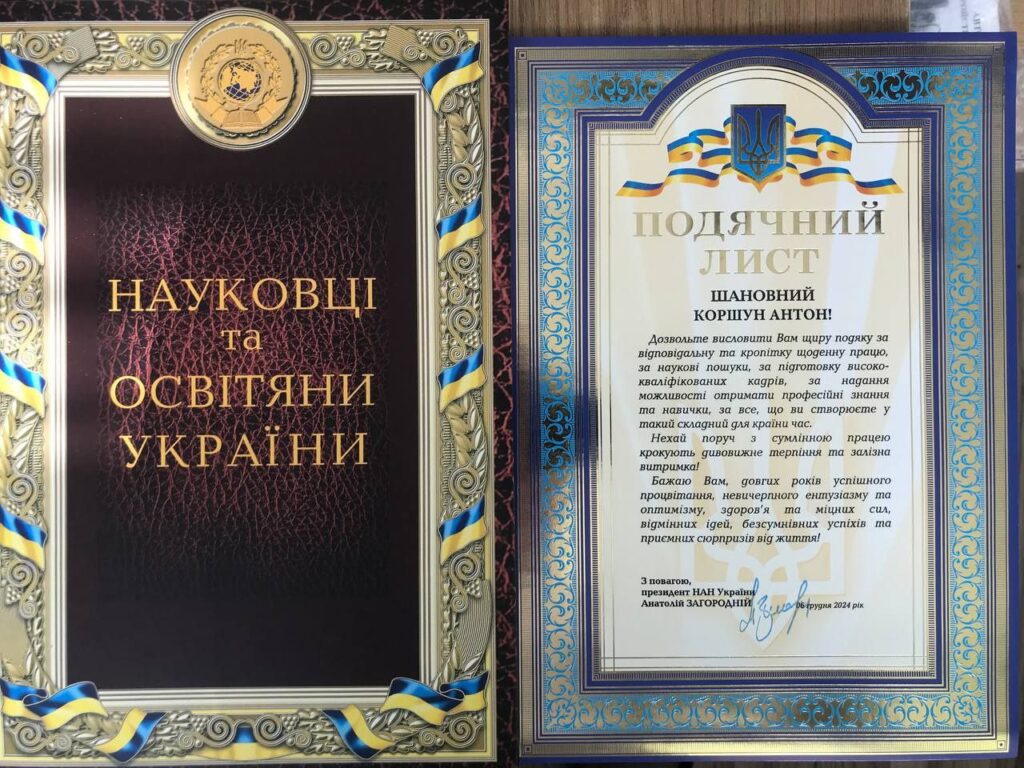 НАУКОВЦІ
та
ОСВІТЯНИ
УКРАЇНИ
ПОДЯЧНИЙ
ЛИСТ
ШАНОВНИЙ
КОРШУН АНТОН!
Дозвольте висловити Вам щиру подяку за
відповідальну та кропітку щоденну працю,
за наукові пошуки, за підготовку високо-
кваліфікованих кадрів, за надання
можливості отримати професійні знання
та навички, за все, що ви створюєте у
такий складний для країни час.
Нехай поруч з сумлінною працею
крокують дивовижне терпіння та залізна
витримка!
Бажаю Вам, довгих років успішного
процвітання, невичерпного ентузіазму та
оптимізму, здоров'я та міцних сил,
відмінних ідей, безсумнівних успіхів та
приємних сюрпризів від життя!
З повагою,
президент НАН України
Анатолій ЗАГОРОДНІЙ 06 грудня 2024 рік